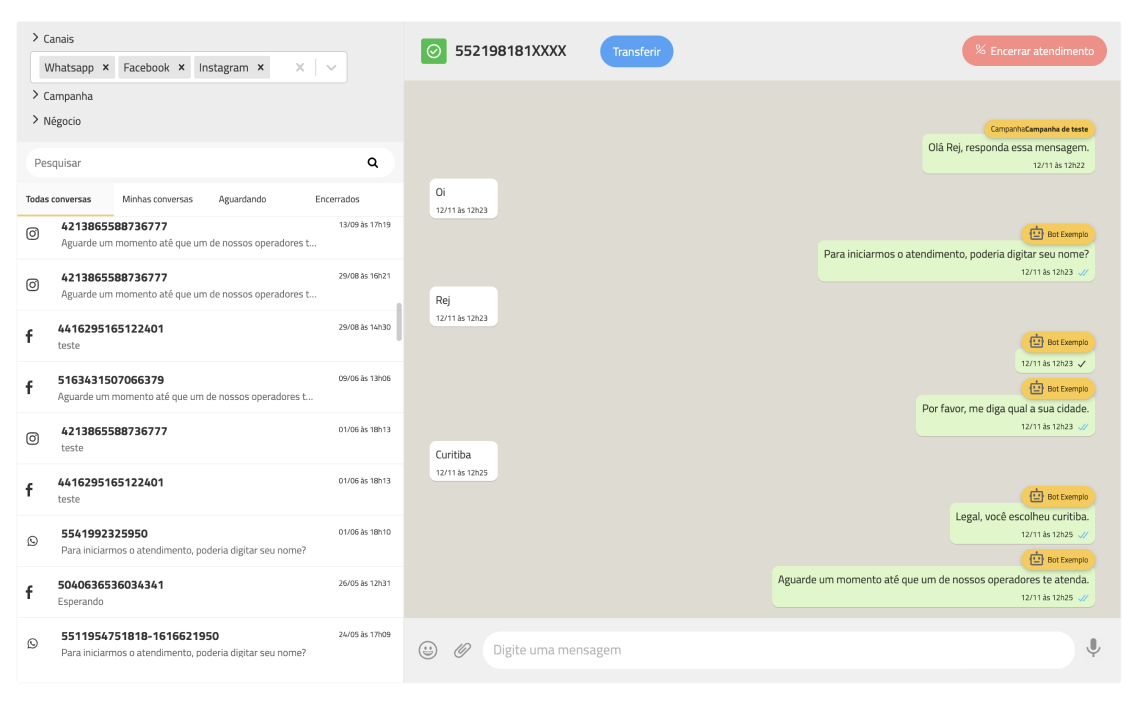 Canais
Whatsapp × Facebook × Instagram ×
Campanha
Négocio
Pesquisar
Todas conversas Minhas conversas Aguardando Encerrados
4213865588736777 13/09 às 17h19
Aguarde um momento até que um de nossos operadores t...
4213865588736777 29/08 às 16h21
Aguarde um momento até que um de nossos operadores t...
4416295165122401 29/08 às 14h30
teste
5163431507066379 09/06 às 13h06
Aguarde um momento até que um de nossos operadores t...
4213865588736777 01/06 às 18h13
teste
4416295165122401 01/06 às 18h13
teste
5541992325950 01/06 às 18h10
Para iniciarmos o atendimento, poderia digitar seu nome?
5040636536034341 26/05 às 12h31
Esperando
5511954751818-1616621950 24/05 às 17h09
Para iniciarmos o atendimento, poderia digitar seu nome?
552198181XXXX Transferir Encerrar atendimento
CampanhaCampanha de teste
Olá Rej, responda essa mensagem.
12/11 às 12h22
Oi
12/11 às 12h23
Bot Exemplo
Para iniciarmos o atendimento, poderia digitar seu nome?
12/11 às 12h23
Rej
12/11 às 12h23
Bot Exemplo
12/11 às 12h23
Bot Exemplo
Por favor, me diga qual a sua cidade.
12/11 às 12h23
Curitiba
12/11 às 12h25
Bot Exemplo
Legal, você escolheu curitiba.
12/11 às 12h25
Bot Exemplo
Aguarde um momento até que um de nossos operadores te atenda.
12/11 às 12h25
Digite uma mensagem